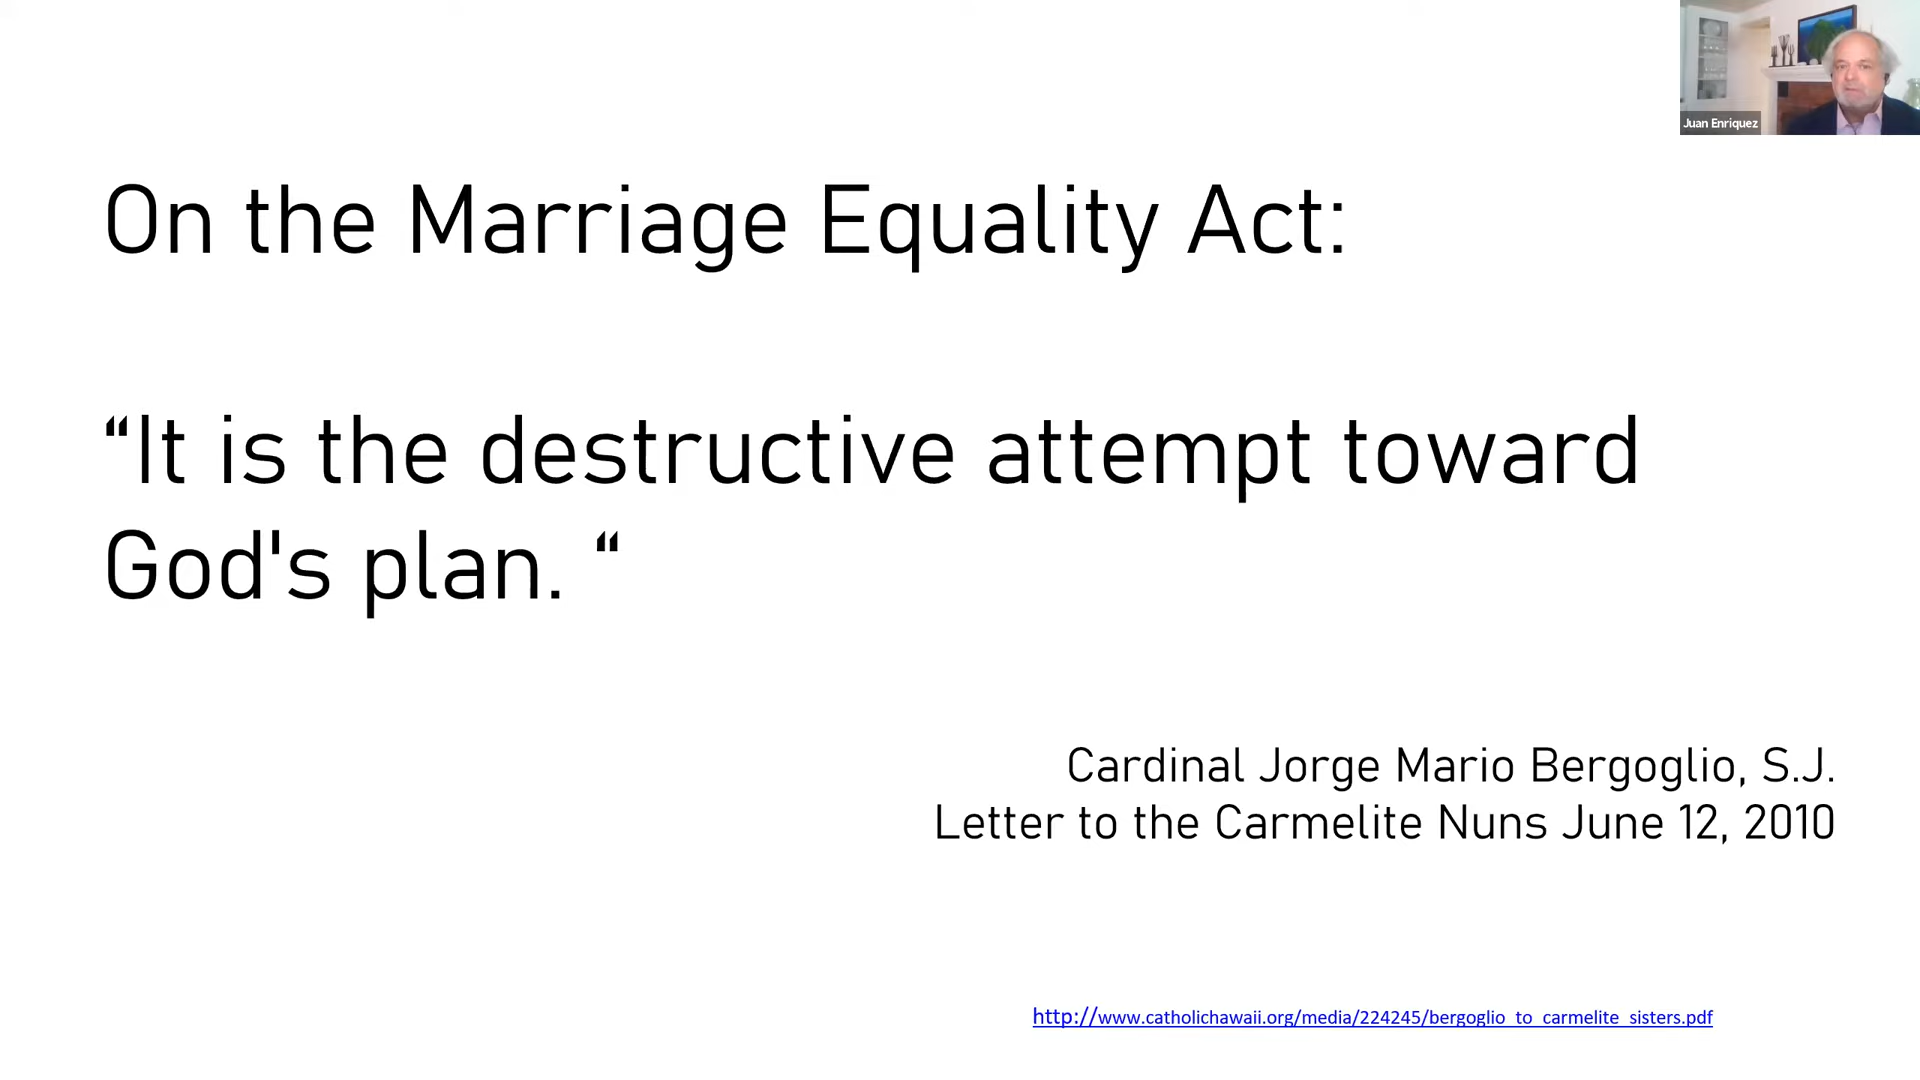 Juan Enriquez
On the Marriage Equality Act:
“It is the destructive attempt toward
God's plan. “
Cardinal Jorge Mario Bergoglio, S.J.
Letter to the Carmelite Nuns June 12, 2010
http://www.catholichawaii.org/media/224245/bergoglio_to_carmelite_sisters.pdf